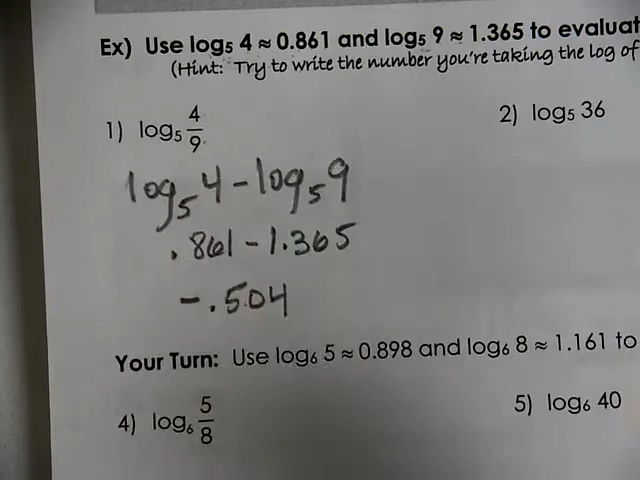 Ex) Use log₅ 4 ≈ 0.861 and log₅ 9 ≈ 1.365 to evaluat
(Hint: Try to write the number you're taking the log of
1) log₅ 4/9
2) log₅ 36
log₅ 4 - log₅ 9
.861 - 1.365
-.504
Your Turn: Use log₆ 5 ≈ 0.898 and log₆ 8 ≈ 1.161 to
4) log₆ 5/8
5) log₆ 40